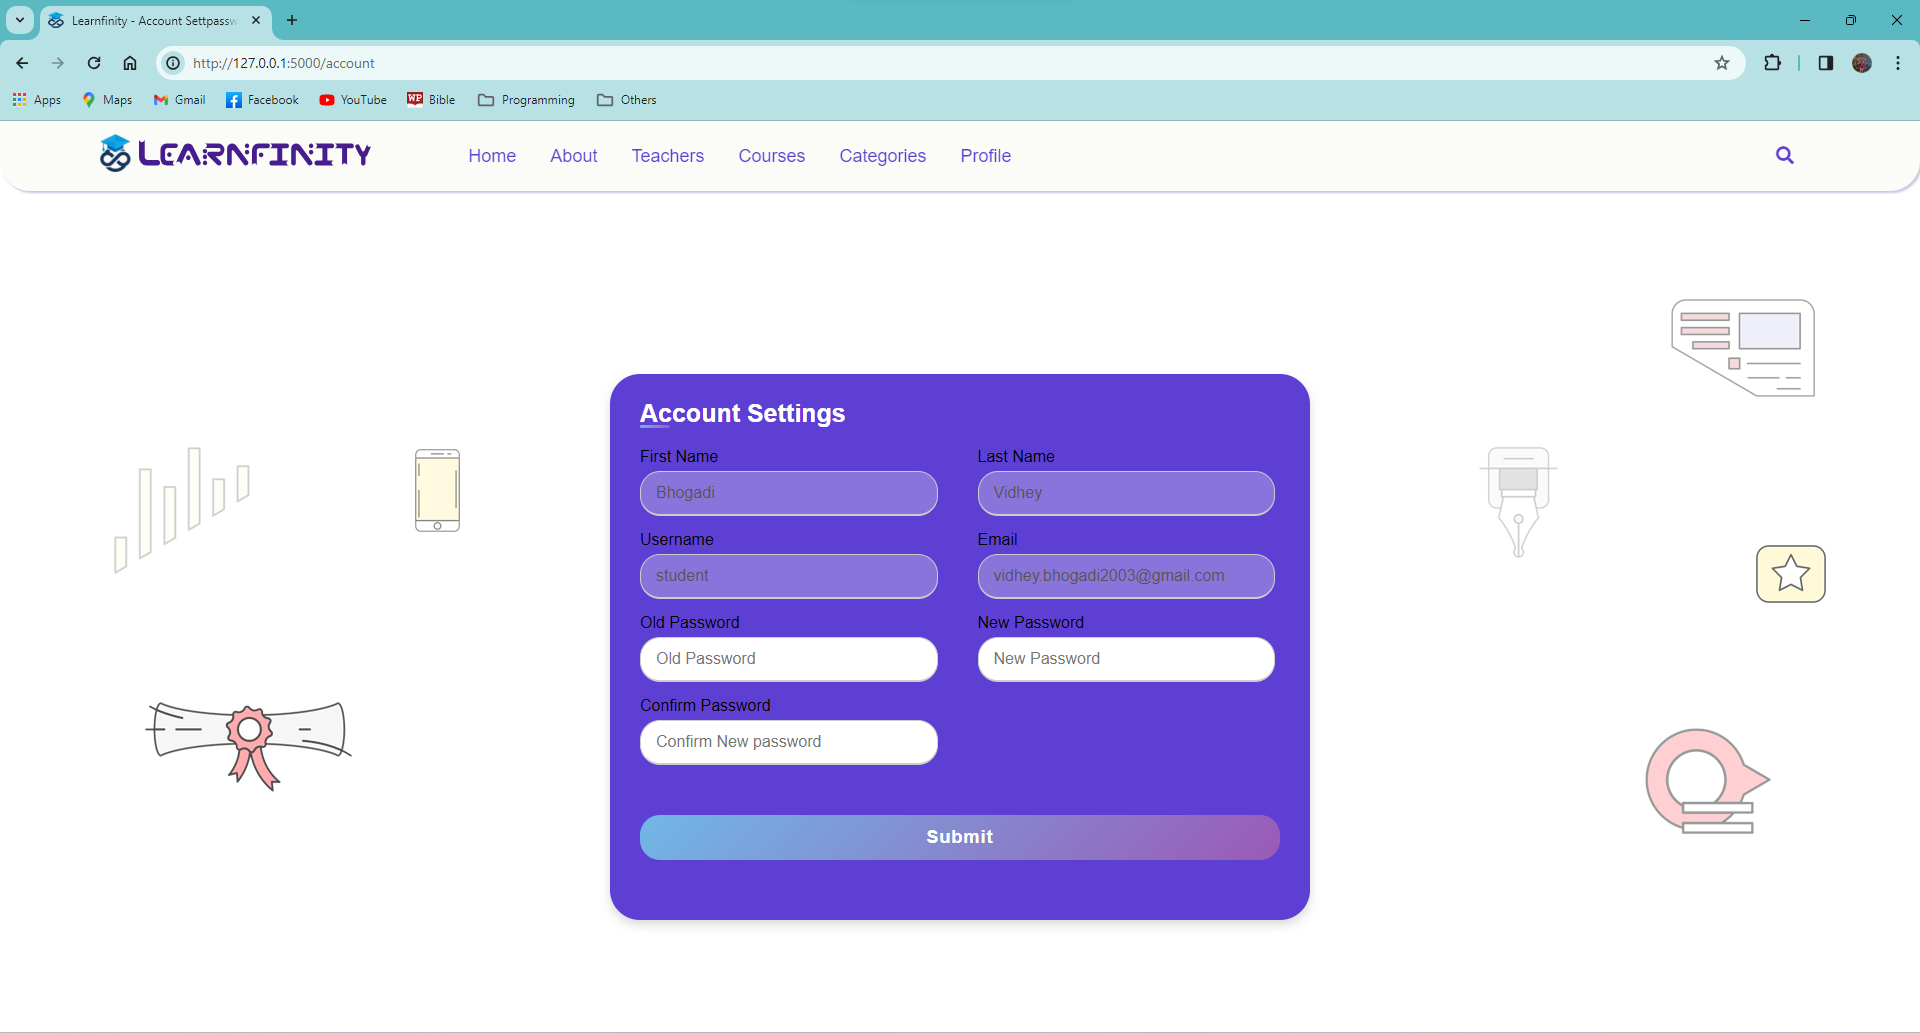 Learnfinity - Account Settpassw
http://127.0.0.1:5000/account
Apps Maps Gmail Facebook YouTube Bible Programming Others
LEARNFINITY Home About Teachers Courses Categories Profile
Account Settings
First Name Last Name
Bhogadi Vidhey
Username Email
student vidhey.bhogadi2003@gmail.com
Old Password New Password
Old Password New Password
Confirm Password
Confirm New password
Submit